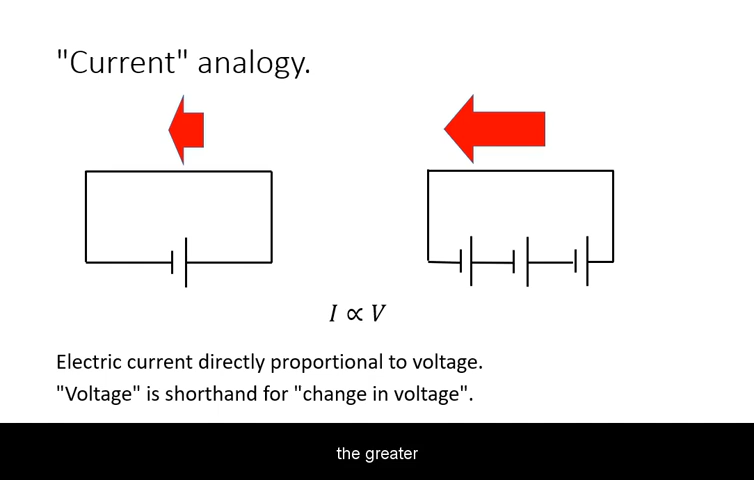 "Current" analogy.
I ∝ V
Electric current directly proportional to voltage.
"Voltage" is shorthand for "change in voltage".
the greater